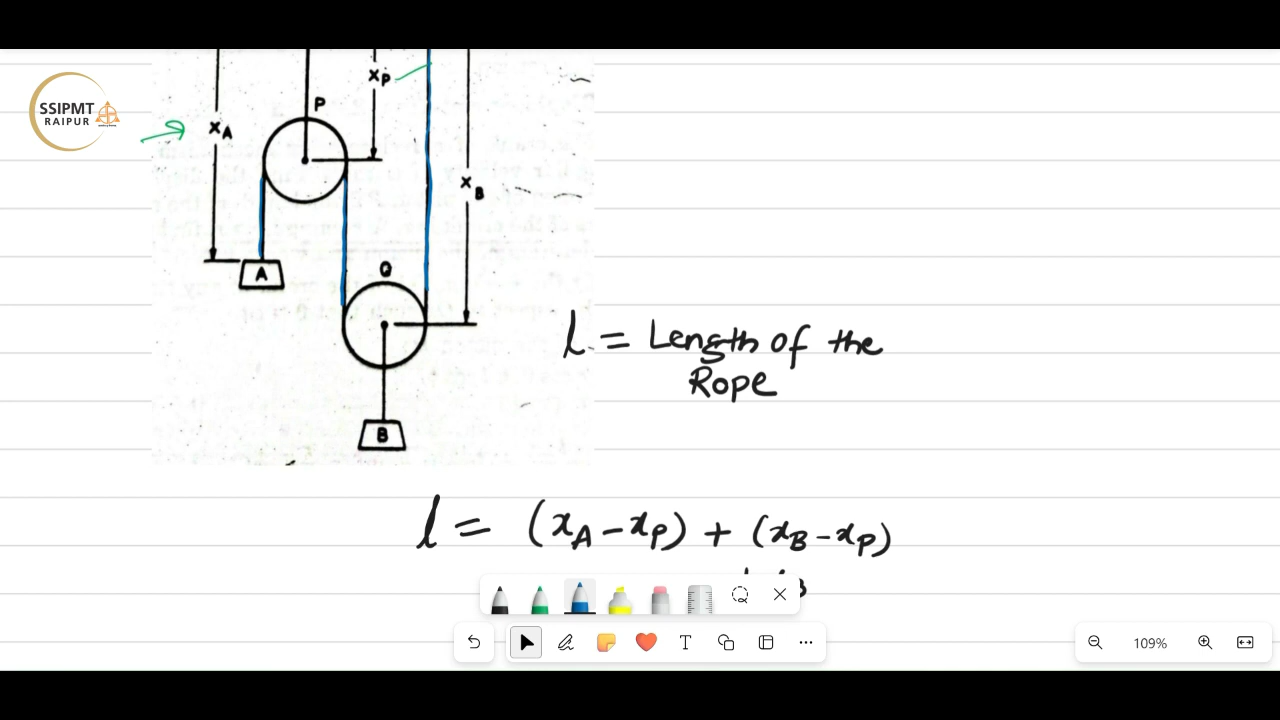 SSIPMT
RAIPUR
xP
P
xA
xB
A
Q
B
l = Length of the
Rope
l = (xA - xP) + (xB - xP)
109%